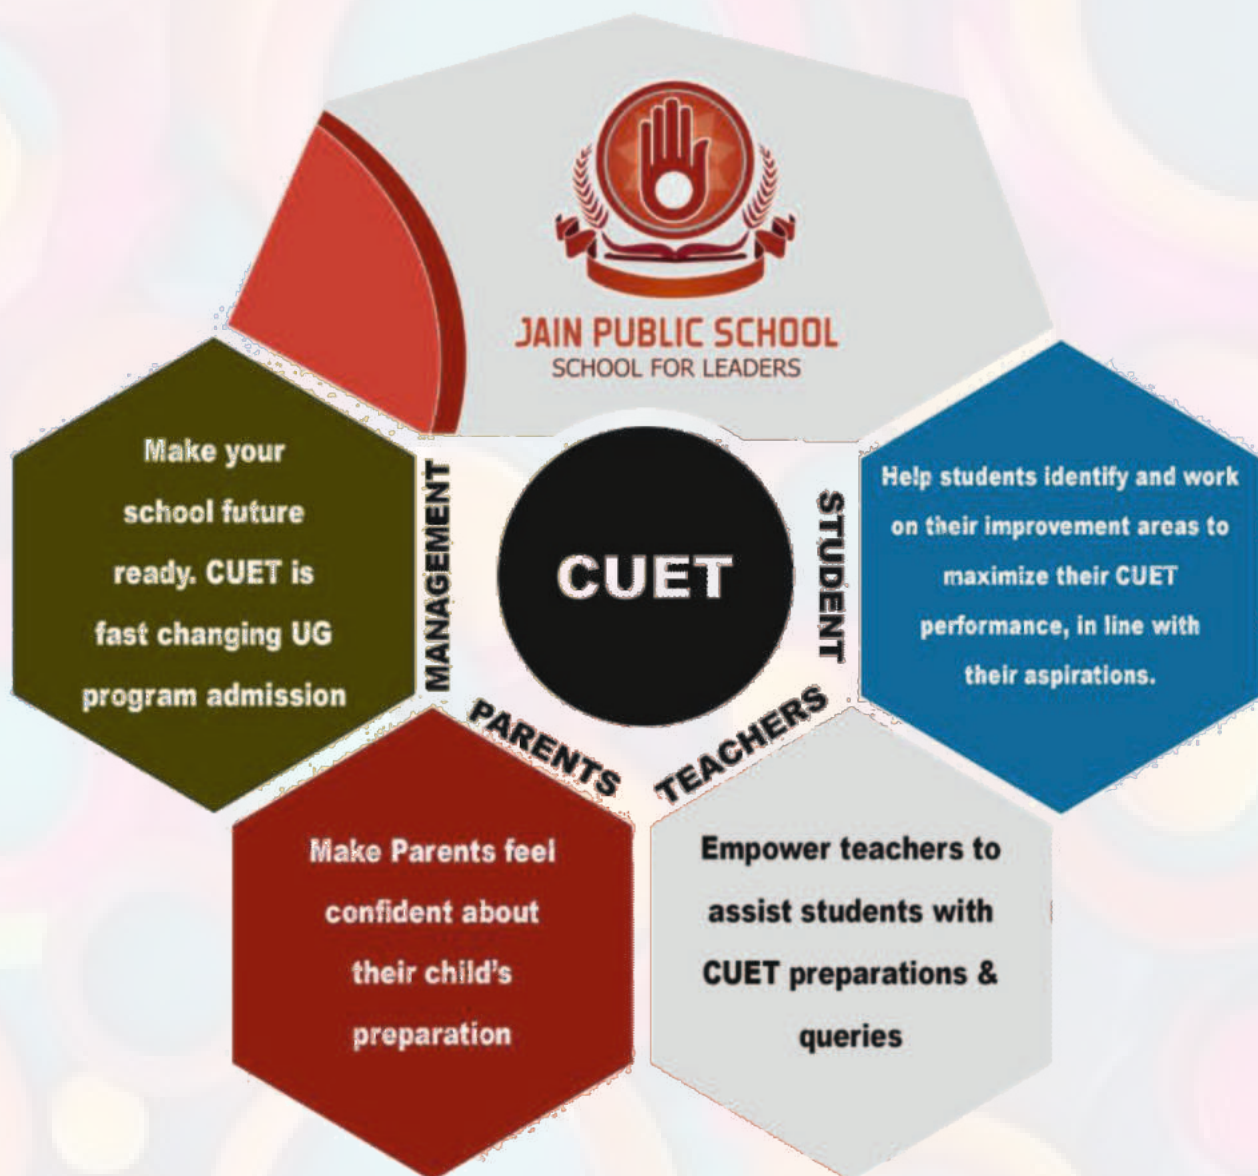 JAIN PUBLIC SCHOOL
SCHOOL FOR LEADERS
CUET
MANAGEMENT
Make your
school future
ready. CUET is
fast changing UG
program admission
PARENTS
Make Parents feel
confident about
their child's
preparation
TEACHERS
Empower teachers to
assist students with
CUET preparations &
queries
STUDENT
Help students identify and work
on their improvement areas to
maximize their CUET
performance, in line with
their aspirations.